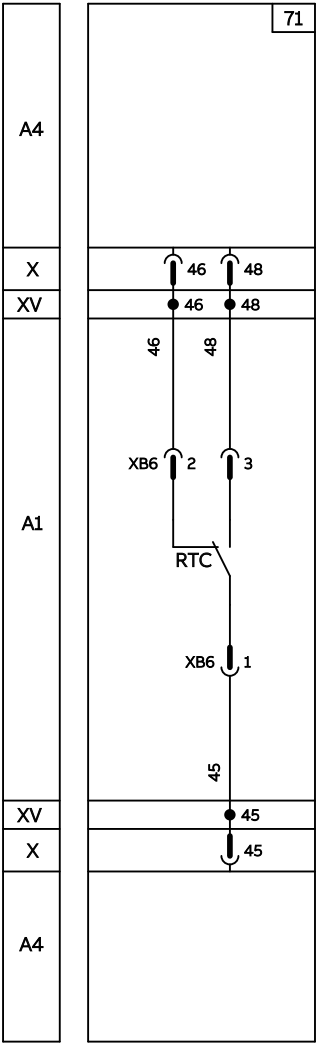 71
A4
X 46 48
XV 46 48
46 48
XB6 2 3
A1
RTC
XB6 1
45
XV 45
X 45
A4